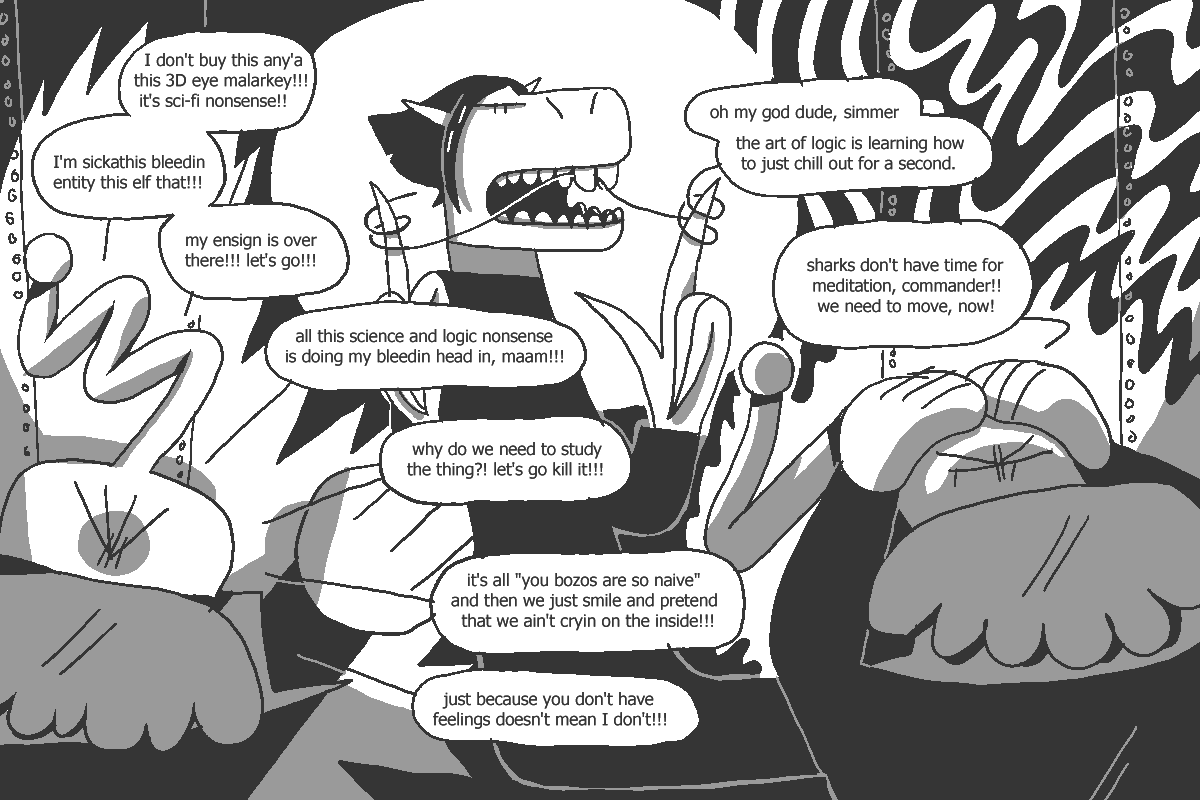 I don't buy this any'a
this 3D eye malarkey!!!
it's sci-fi nonsense!!
I'm sickathis bleedin
entity this elf that!!!
my ensign is over
there!!! let's go!!!
all this science and logic nonsense
is doing my bleedin head in, maam!!!
why do we need to study
the thing?! let's go kill it!!!
it's all "you bozos are so naive"
and then we just smile and pretend
that we ain't cryin on the inside!!!
just because you don't have
feelings doesn't mean I don't!!!
oh my god dude, simmer
the art of logic is learning how
to just chill out for a second.
sharks don't have time for
meditation, commander!!
we need to move, now!